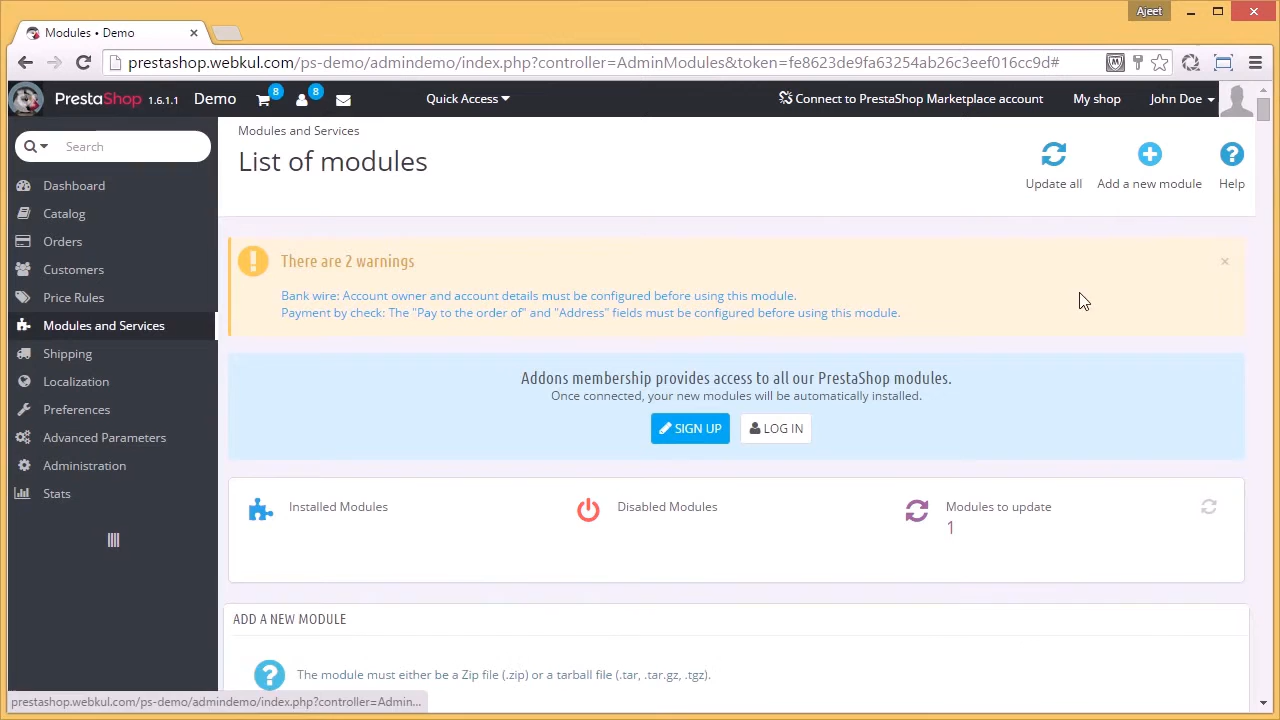 Ajeet
Modules • Demo
prestashop.webkul.com/ps-demo/admindemo/index.php?controller=AdminModules&token=fe8623de9fa63254ab26c3eef016cc9d#
PrestaShop 1.6.1.1 Demo 8 8 Quick Access Connect to PrestaShop Marketplace account My shop John Doe
Search
Dashboard
Catalog
Orders
Customers
Price Rules
Modules and Services
Shipping
Localization
Preferences
Advanced Parameters
Administration
Stats
Modules and Services
List of modules
Update all Add a new module Help
There are 2 warnings
Bank wire: Account owner and account details must be configured before using this module.
Payment by check: The "Pay to the order of" and "Address" fields must be configured before using this module.
Addons membership provides access to all our PrestaShop modules.
Once connected, your new modules will be automatically installed.
SIGN UP LOG IN
Installed Modules Disabled Modules Modules to update
1
ADD A NEW MODULE
The module must either be a Zip file (.zip) or a tarball file (.tar, .tar.gz, .tgz).
prestashop.webkul.com/ps-demo/admindemo/index.php?controller=Admin...